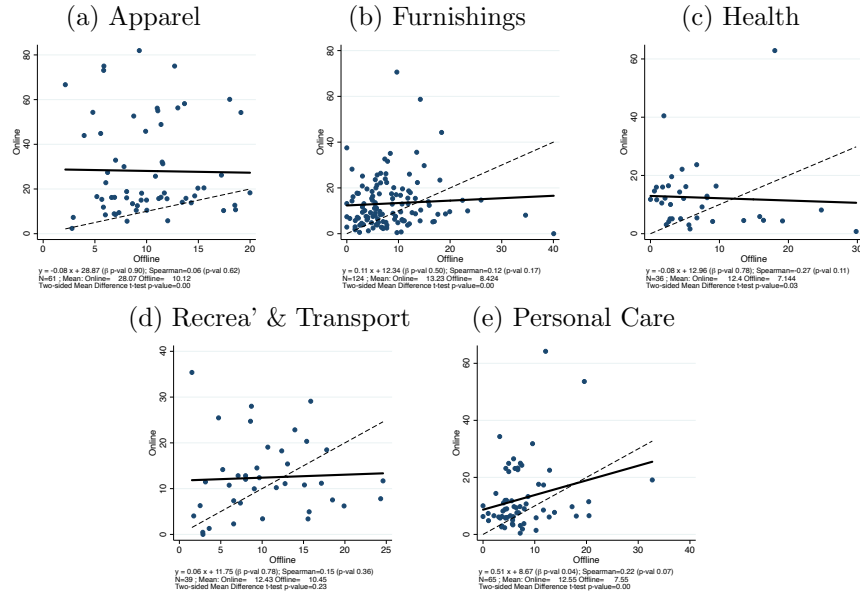 (a) Apparel
(b) Furnishings
(c) Health
80
60
40
20
0
Online
0
5
10
15
20
Offline
y = -0.08 x + 28.87 (β p-val 0.90); Spearman=0.06 (p-val 0.62)
N=61 ; Mean: Online= 28.07 Offline= 10.12
Two-sided Mean Difference t-test p-value=0.00
80
60
40
20
0
Online
0
10
20
30
40
Offline
y = 0.11 x + 12.34 (β p-val 0.50); Spearman=0.12 (p-val 0.17)
N=124 ; Mean: Online= 13.23 Offline= 8.424
Two-sided Mean Difference t-test p-value=0.00
60
40
20
0
Online
0
10
20
30
Offline
y = -0.08 x + 12.96 (β p-val 0.78); Spearman=-0.27 (p-val 0.11)
N=36 ; Mean: Online= 12.4 Offline= 7.144
Two-sided Mean Difference t-test p-value=0.03
(d) Recrea' & Transport
(e) Personal Care
40
30
20
10
0
Online
0
5
10
15
20
25
Offline
y = 0.06 x + 11.75 (β p-val 0.78); Spearman=0.15 (p-val 0.36)
N=39 ; Mean: Online= 12.43 Offline= 10.45
Two-sided Mean Difference t-test p-value=0.23
60
40
20
0
Online
0
10
20
30
40
Offline
y = 0.51 x + 8.67 (β p-val 0.04); Spearman=0.22 (p-val 0.07)
N=65 ; Mean: Online= 12.55 Offline= 7.55
Two-sided Mean Difference t-test p-value=0.00